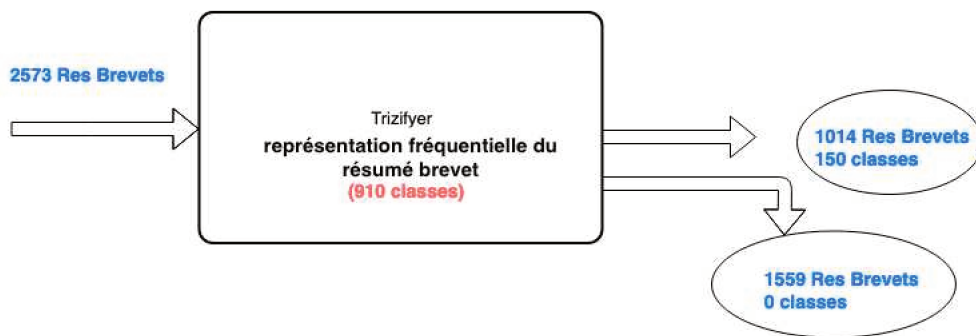 2573 Res Brevets
Trizifyer
représentation fréquentielle du
résumé brevet
(910 classes)
1014 Res Brevets
150 classes
1559 Res Brevets
0 classes